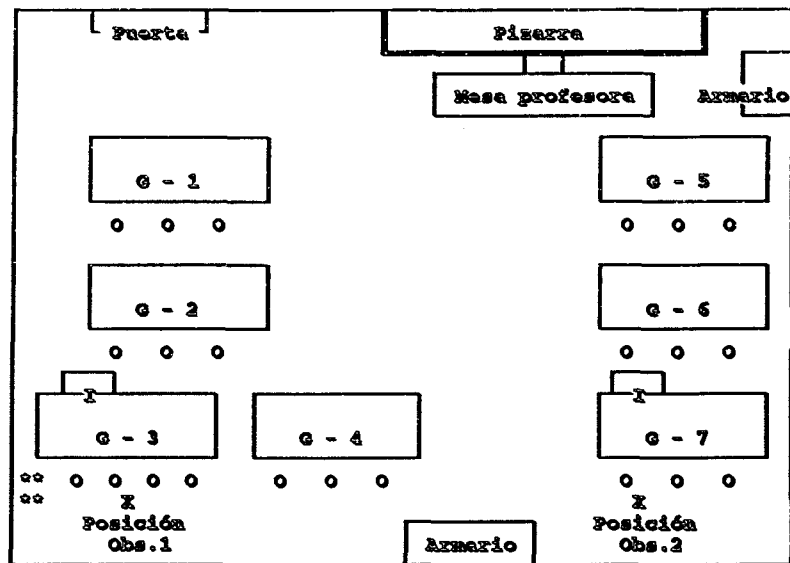 Puerta
Pizarra
Mesa profesora
Armario
G - 1
G - 5
o o o
o o o
G - 2
G - 6
o o o
o o o
I
I
G - 3
G - 4
G - 7
** o o o o
o o o
o o o
**
X
X
Posición
Obs.1
Posición
Obs.2
Armario